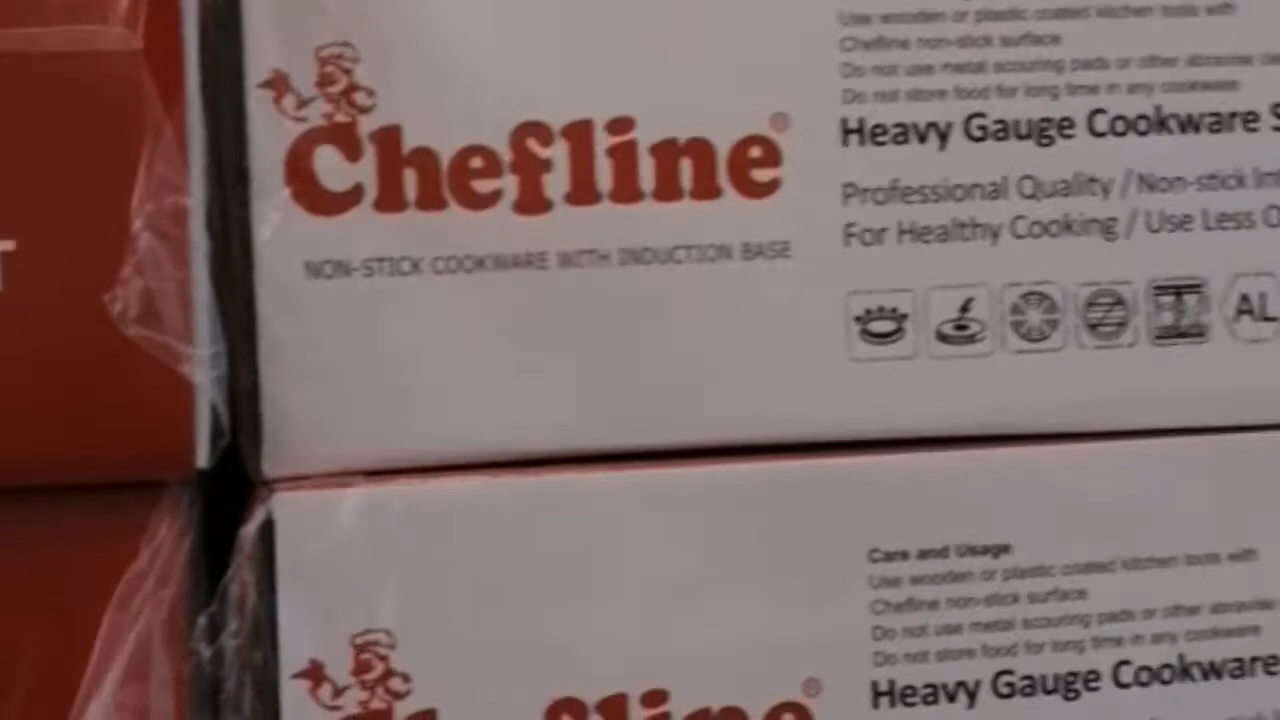 Use wooden or plastic coated kitchen tools with
Chefline non-stick surface
Do not use metal scouring pads or other abrasive
Do not store food for long time in any cookware
Chefline®
NON-STICK COOKWARE WITH INDUCTION BASE
Heavy Gauge Cookware S
Professional Quality / Non-stick Int
For Healthy Cooking / Use Less O
AL
T
Care and Usage
Use wooden or plastic coated kitchen tools with
Chefline non-stick surface
Do not use metal scouring pads or other abrasive
Do not store food for long time in any cookware
Heavy Gauge Cookware
Chefline®